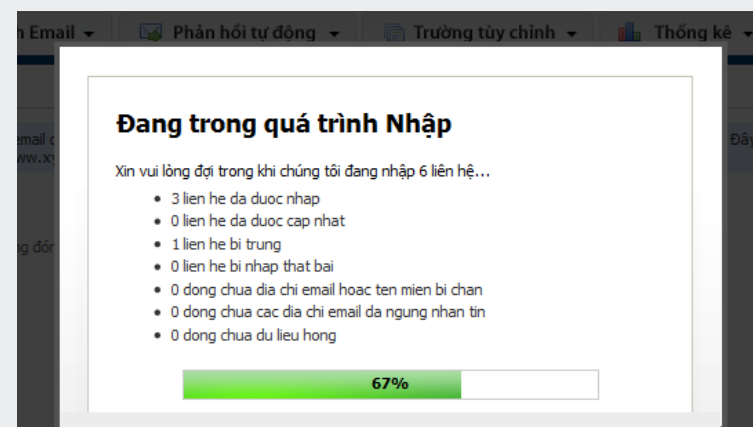 h Email Phản hồi tự động Trường tùy chỉnh Thống kê
Đang trong quá trình Nhập
email Đây
Xin vui lòng đợi trong khi chúng tôi đang nhập 6 liên hệ...
3 lien he da duoc nhap
0 lien he da duoc cap nhat
1 lien he bi trung
0 lien he bi nhap that bai
0 dong chua dia chi email hoac ten mien bi chan
0 dong chua cac dia chi email da ngung nhan tin
0 dong chua du lieu hong
67%